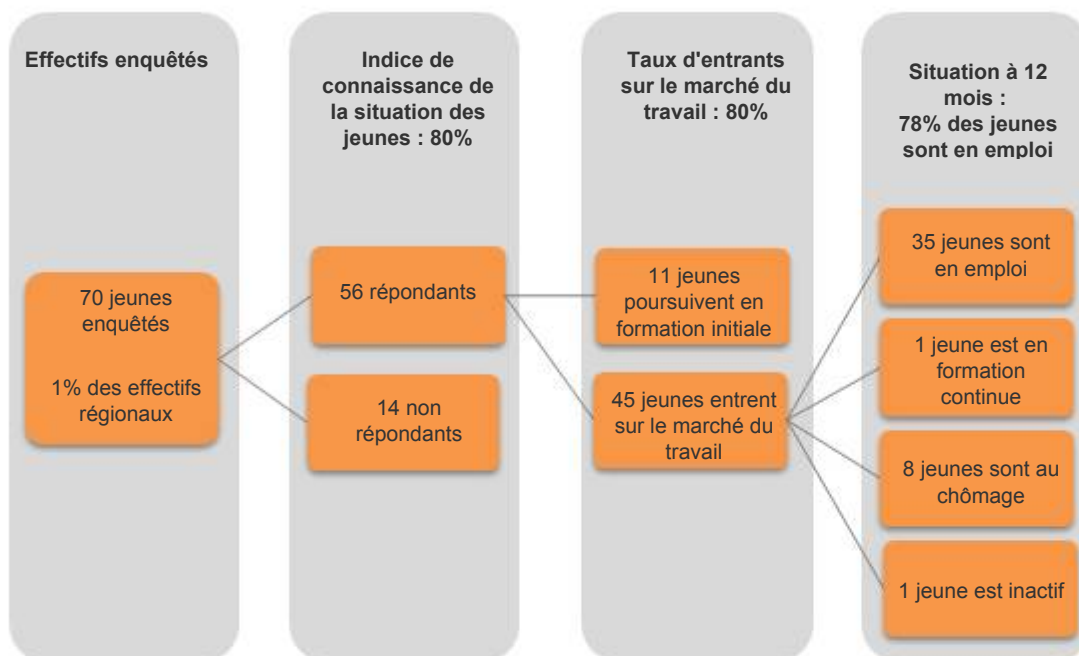 Effectifs enquêtés
70 jeunes
enquêtés
1% des effectifs
régionaux
Indice de
connaissance de
la situation des
jeunes : 80%
56 répondants
14 non
répondants
Taux d'entrants
sur le marché du
travail : 80%
11 jeunes
poursuivent en
formation initiale
45 jeunes entrent
sur le marché du
travail
Situation à 12
mois :
78% des jeunes
sont en emploi
35 jeunes sont
en emploi
1 jeune est en
formation
continue
8 jeunes sont au
chômage
1 jeune est inactif